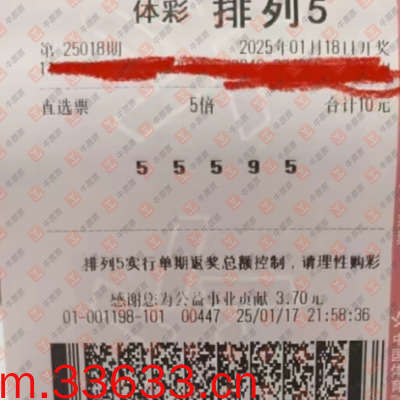 体彩 排列5
第 25018期 2025年01月18日开奖
直选票 5倍 合计10元
5 5 5 9 5
排列5实行单期返奖总额控制，请理性购彩
感谢您为公益事业贡献 3.70元
01-001198-101 00447 25/01/17 21:58:36
m.33633.cn
中国体育